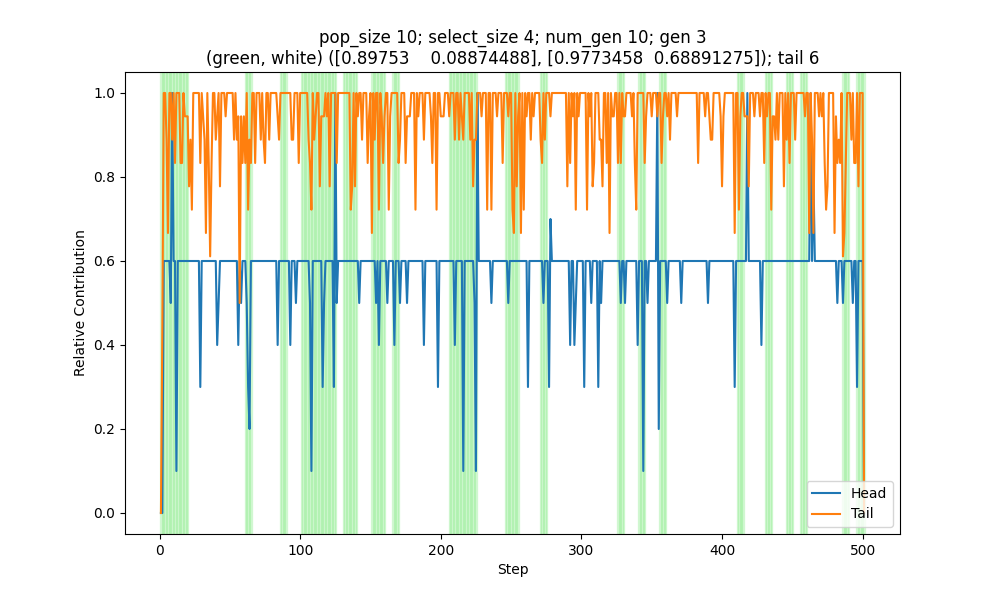 pop_size 10; select_size 4; num_gen 10; gen 3
(green, white) ([0.89753    0.08874488], [0.9773458  0.68891275]); tail 6
1.0
0.8
0.6
0.4
0.2
0.0
Relative Contribution
0
100
200
300
400
500
Step
Head
Tail